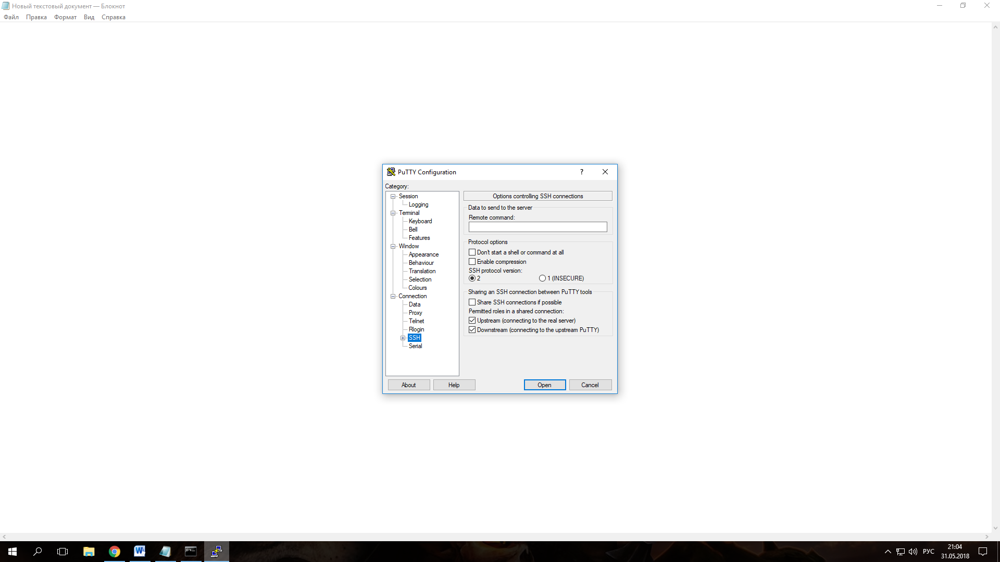 Новый текстовый документ — Блокнот
Файл Правка Формат Вид Справка
PuTTY Configuration
?
Category:
Session
Logging
Terminal
Keyboard
Bell
Features
Window
Appearance
Behaviour
Translation
Selection
Colours
Connection
Data
Proxy
Telnet
Rlogin
SSH
Serial
Options controlling SSH connections
Data to send to the server
Remote command:
Protocol options
Don't start a shell or command at all
Enable compression
SSH protocol version:
2 1 (INSECURE)
Sharing an SSH connection between PuTTY tools
Share SSH connections if possible
Permitted roles in a shared connection:
Upstream (connecting to the real server)
Downstream (connecting to the upstream PuTTY)
About Help Open Cancel
РУС
21:04
31.05.2018